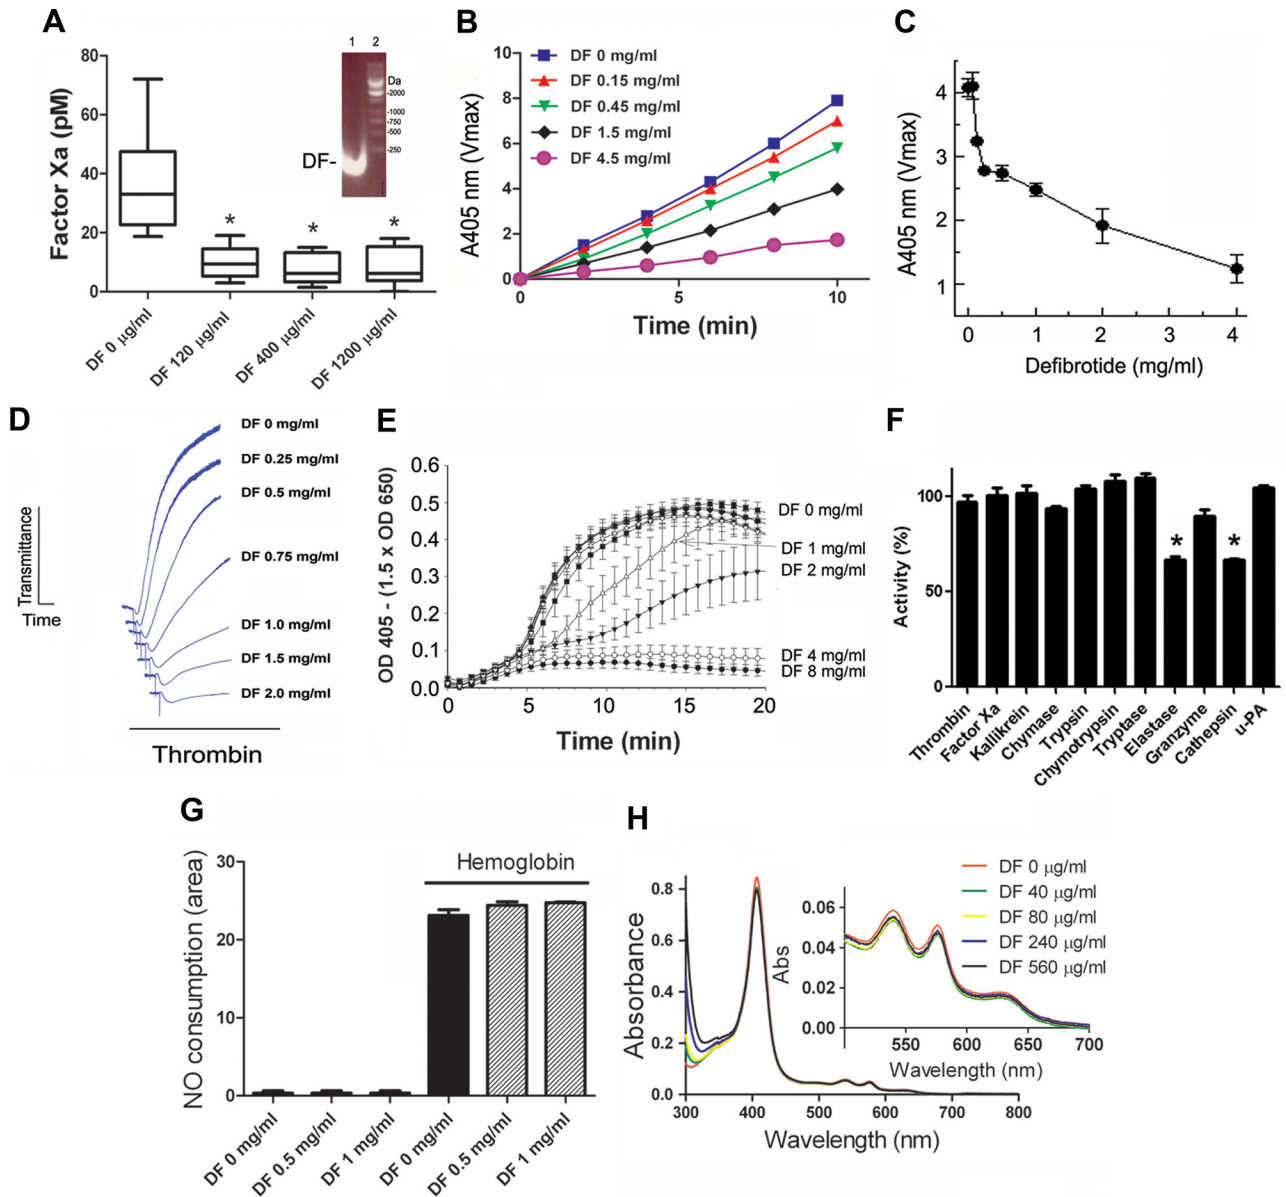 A
80
60
40
20
0
Factor Xa (pM)
DF 0 µg/ml
DF 120 µg/ml
DF 400 µg/ml
DF 1200 µg/ml
*
*
*
1 2
Da
-2000
-1000
-750
-500
-250
DF-
B
10
8
6
4
2
0
A405 nm (Vmax)
DF 0 mg/ml
DF 0.15 mg/ml
DF 0.45 mg/ml
DF 1.5 mg/ml
DF 4.5 mg/ml
0 5 10
Time (min)
C
4
3
2
1
A405 nm (Vmax)
0 1 2 3 4
Defibrotide (mg/ml)
D
DF 0 mg/ml
DF 0.25 mg/ml
DF 0.5 mg/ml
DF 0.75 mg/ml
DF 1.0 mg/ml
DF 1.5 mg/ml
DF 2.0 mg/ml
Transmittance
Time
Thrombin
E
0.6
0.5
0.4
0.3
0.2
0.1
0.0
OD 405 - (1.5 x OD 650)
DF 0 mg/ml
DF 1 mg/ml
DF 2 mg/ml
DF 4 mg/ml
DF 8 mg/ml
0 5 10 15 20
Time (min)
F
100
50
0
Activity (%)
*
*
Thrombin
Factor Xa
Kallikrein
Chymase
Trypsin
Chymotrypsin
Tryptase
Elastase
Granzyme
Cathepsin
u-PA
G
30
20
10
0
NO consumption (area)
Hemoglobin
DF 0 mg/ml
DF 0.5 mg/ml
DF 1 mg/ml
DF 0 mg/ml
DF 0.5 mg/ml
DF 1 mg/ml
H
0.8
0.6
0.4
0.2
0.0
Absorbance
300 400 500 600 700 800
Wavelength (nm)
0.06
0.04
0.02
0.00
Abs
550 600 650 700
Wavelength (nm)
DF 0 µg/ml
DF 40 µg/ml
DF 80 µg/ml
DF 240 µg/ml
DF 560 µg/ml